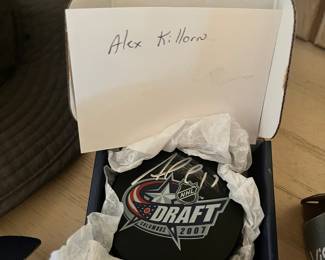 Alex Killorn
NHL
DRAFT
COLUMBUS 2007